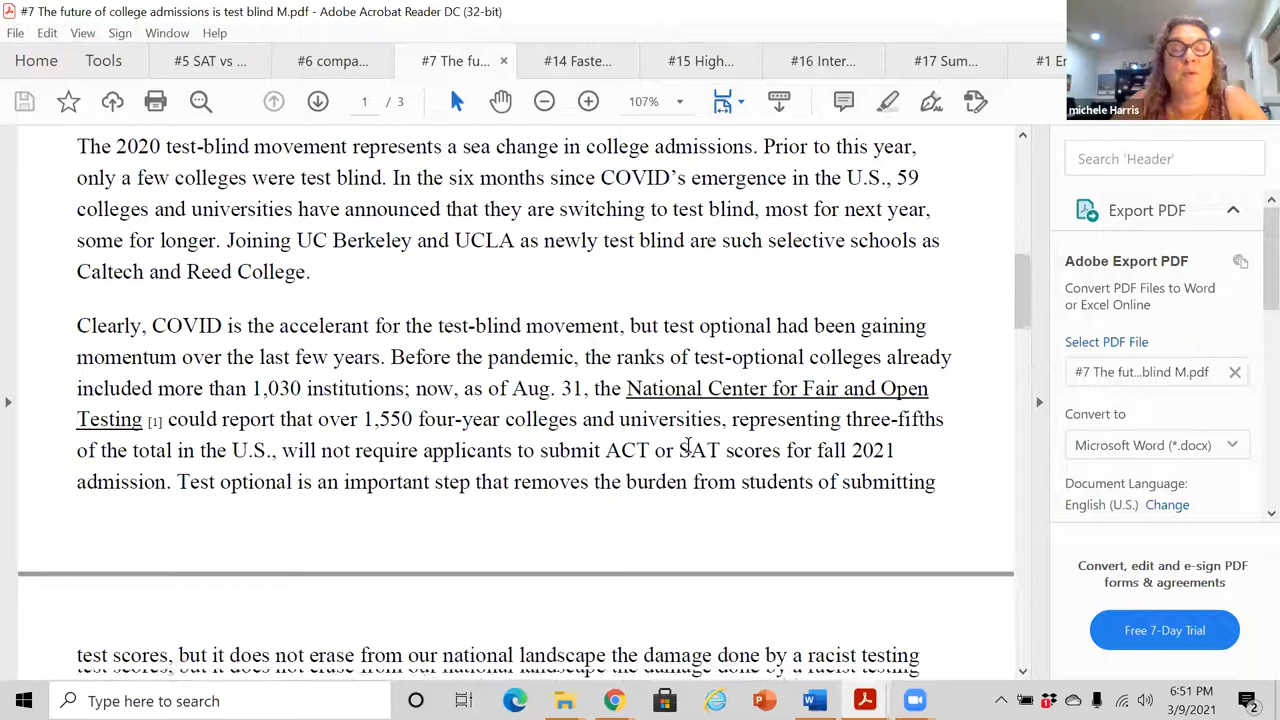 #7 The future of college admissions is test blind M.pdf - Adobe Acrobat Reader DC (32-bit)
File Edit View Sign Window Help
Home Tools #5 SAT vs ... #6 compa... #7 The fu... × #14 Faste... #15 High... #16 Inter... #17 Sum... #1 E
1 / 3 107%
michele Harris
The 2020 test-blind movement represents a sea change in college admissions. Prior to this year,
only a few colleges were test blind. In the six months since COVID’s emergence in the U.S., 59
colleges and universities have announced that they are switching to test blind, most for next year,
some for longer. Joining UC Berkeley and UCLA as newly test blind are such selective schools as
Caltech and Reed College.
Clearly, COVID is the accelerant for the test-blind movement, but test optional had been gaining
momentum over the last few years. Before the pandemic, the ranks of test-optional colleges already
included more than 1,030 institutions; now, as of Aug. 31, the National Center for Fair and Open
Testing [1] could report that over 1,550 four-year colleges and universities, representing three-fifths
of the total in the U.S., will not require applicants to submit ACT or SAT scores for fall 2021
admission. Test optional is an important step that removes the burden from students of submitting
test scores, but it does not erase from our national landscape the damage done by a racist testing
Search 'Header'
Export PDF
Adobe Export PDF
Convert PDF Files to Word
or Excel Online
Select PDF File
#7 The fut...blind M.pdf
Convert to
Microsoft Word (*.docx)
Document Language:
English (U.S.) Change
Convert, edit and e-sign PDF
forms & agreements
Free 7-Day Trial
Type here to search
6:51 PM
3/9/2021
2